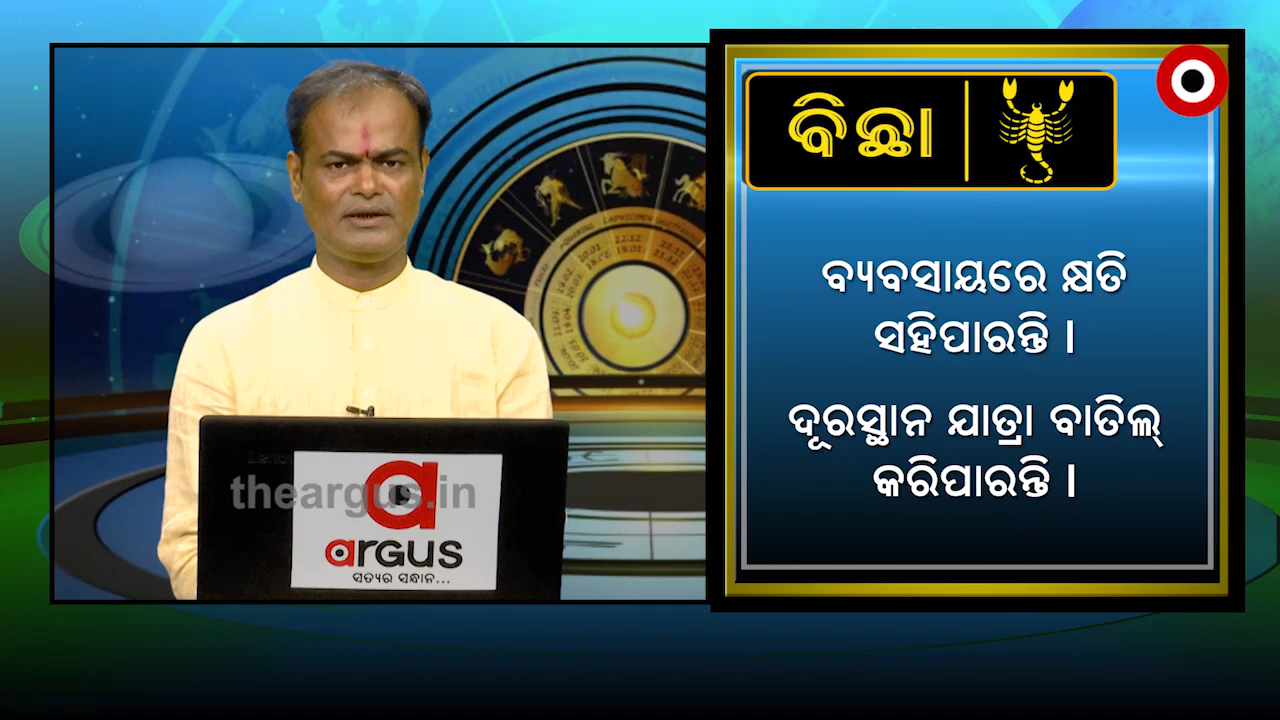 ବିଛା
ବ୍ୟବସାୟରେ କ୍ଷତି
ସହିପାରନ୍ତି ।
ଦୂରସ୍ଥାନ ଯାତ୍ରା ବାତିଲ୍
କରିପାରନ୍ତି ।
theargus.in
a
argus
ସତ୍ୟର ସନ୍ଧାନ...